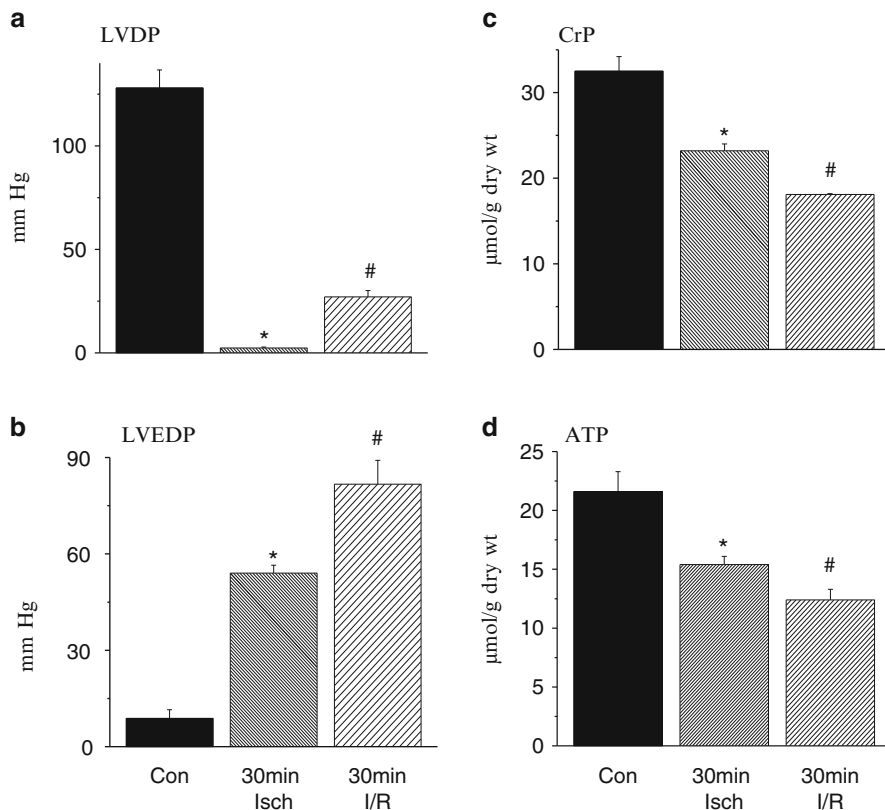 a
LVDP
mm Hg
100
50
0
*
#
b
LVEDP
mm Hg
90
60
30
0
*
#
Con
30min
Isch
30min
I/R
c
CrP
µmol/g dry wt
30
20
10
0
*
#
d
ATP
µmol/g dry wt
25
20
15
10
5
0
*
#
Con
30min
Isch
30min
I/R